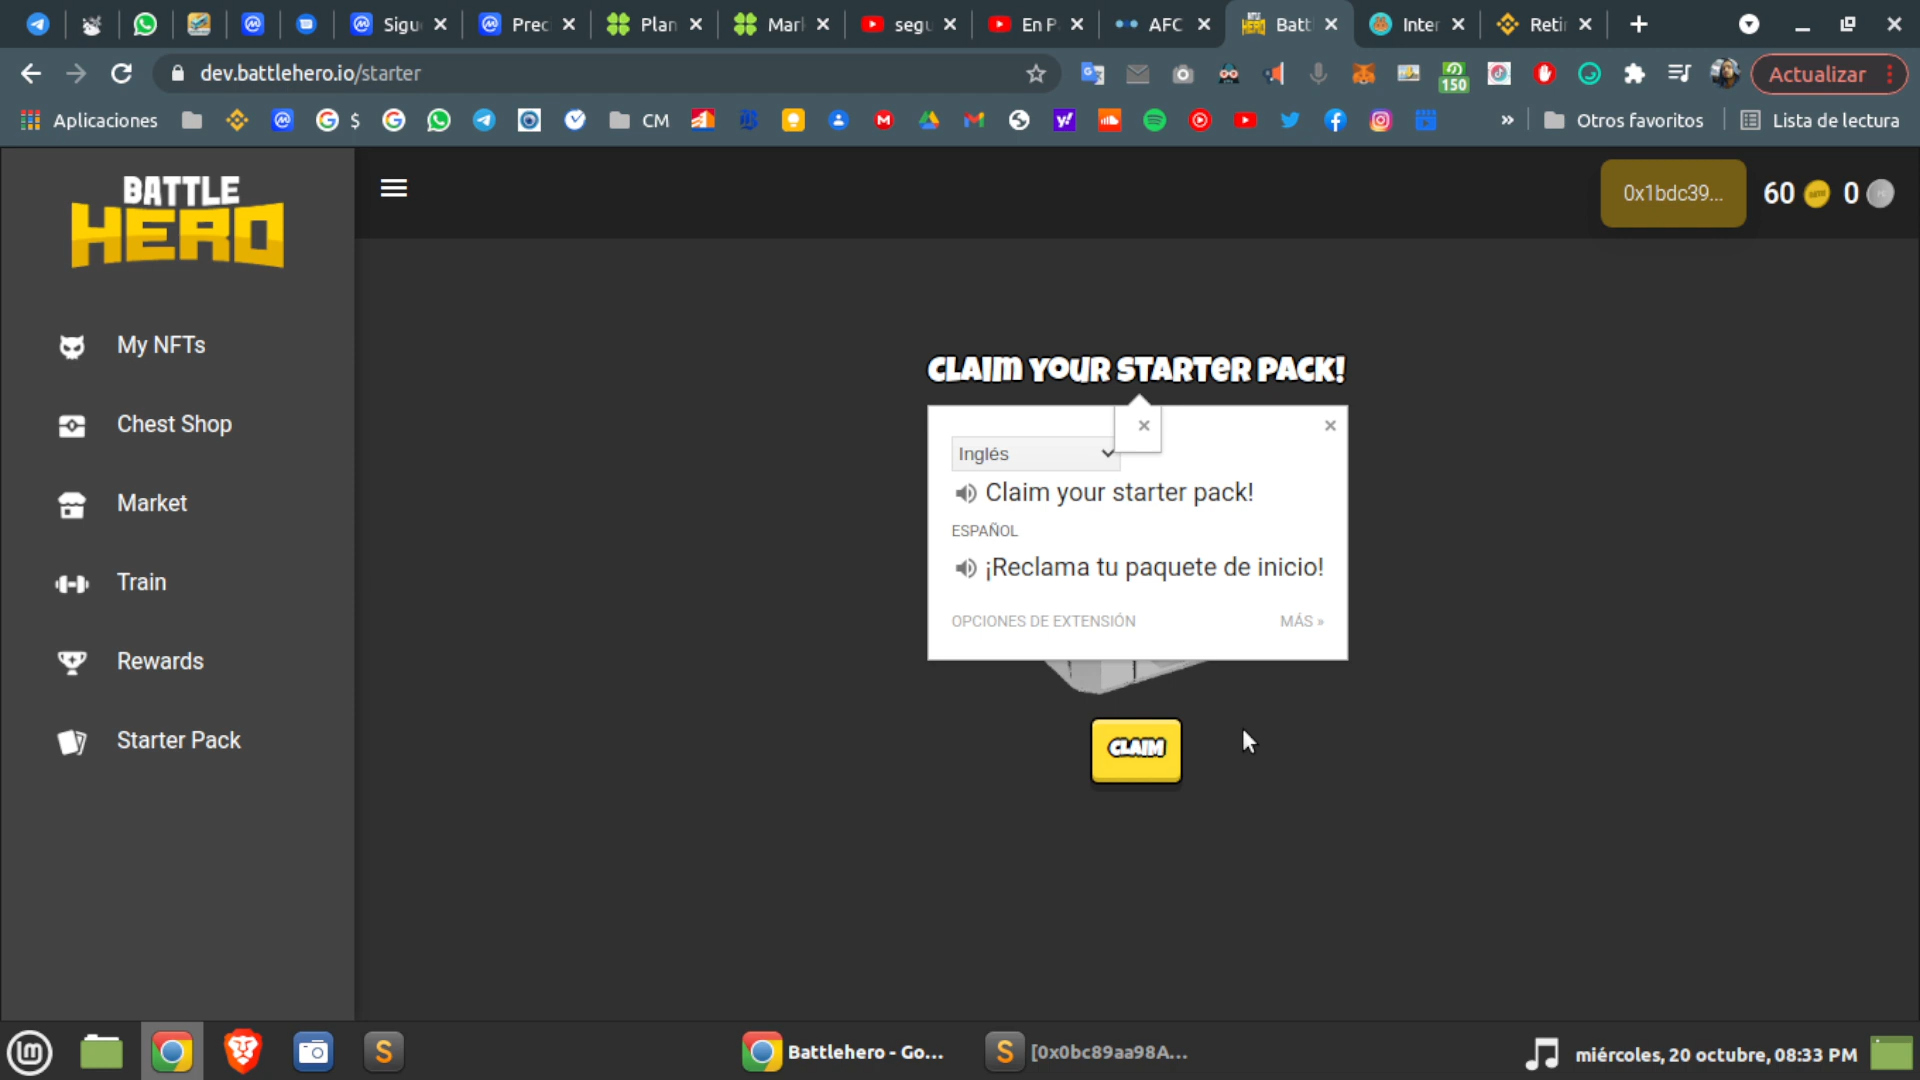 Sigu
Prec
Plan
Marl
segu
En P
AFC
Batt
Inter
Retir
dev.battlehero.io/starter
150
Actualizar
Aplicaciones
$
CM
y!
»
Otros favoritos
Lista de lectura
BATTLE
HERO
0x1bdc39...
60
0
My NFTs
Chest Shop
Market
Train
Rewards
Starter Pack
CLaim YouR STaRTeR Pack!
Inglés
Claim your starter pack!
ESPAÑOL
¡Reclama tu paquete de inicio!
OPCIONES DE EXTENSIÓN
MÁS »
CLaim
Battlehero - Go...
[0x0bc89aa98A...
miércoles, 20 octubre, 08:33 PM